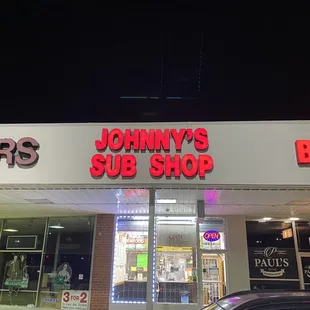 RS
JOHNNY'S
SUB SHOP
B
OPEN
P
PAUL'S
3 FOR 2